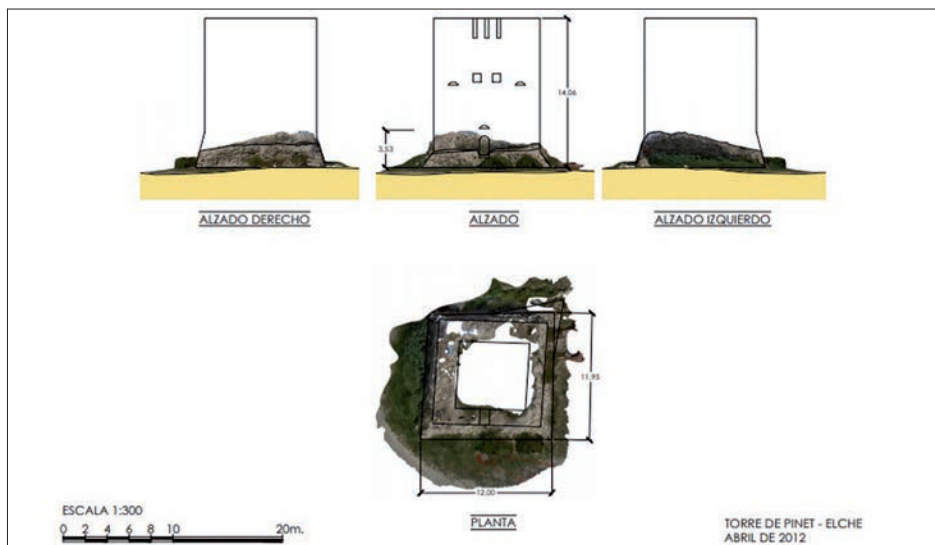 14,06
3,53
ALZADO DERECHO
ALZADO
ALZADO IZQUIERDO
11,95
12,00
PLANTA
ESCALA 1:300
0 2 4 6 8 10 20m.
TORRE DE PINET - ELCHE
ABRIL DE 2012